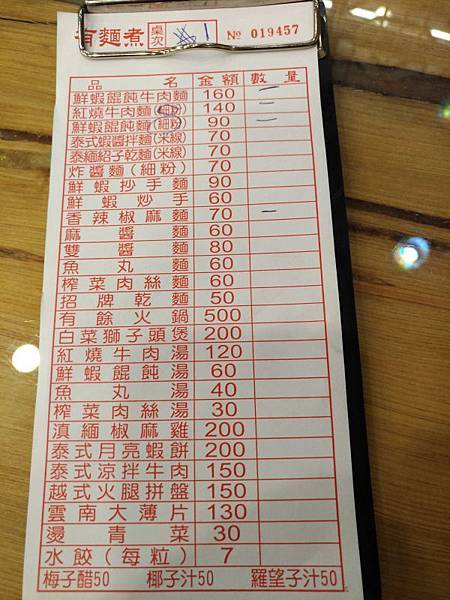 有麵煮 桌次 1 № 019457
品名 金額 數量
鮮蝦餛飩牛肉麵 160 一
紅燒牛肉麵(細粉) 140 一
鮮蝦餛飩麵(細粉) 90 一
泰式蝦醬拌麵(米線) 70
泰緬紹子乾麵(米線) 70
炸醬麵(細粉) 70
鮮蝦抄手麵 90
鮮蝦炒手 60
香辣椒麻麵 70 一
麻醬麵 60
雙醬麵 80
魚丸麵 60
榨菜肉絲麵 60
招牌乾麵 50
有餘火鍋 500
白菜獅子頭煲 200
紅燒牛肉湯 120
鮮蝦餛飩湯 60
魚丸湯 40
榨菜肉絲湯 30
滇緬椒麻雞 200
泰式月亮蝦餅 200
泰式涼拌牛肉 150
越式火腿拼盤 150
雲南大薄片 130
燙青菜 30
水餃(每粒) 7
梅子醋50 椰子汁50 羅望子汁50